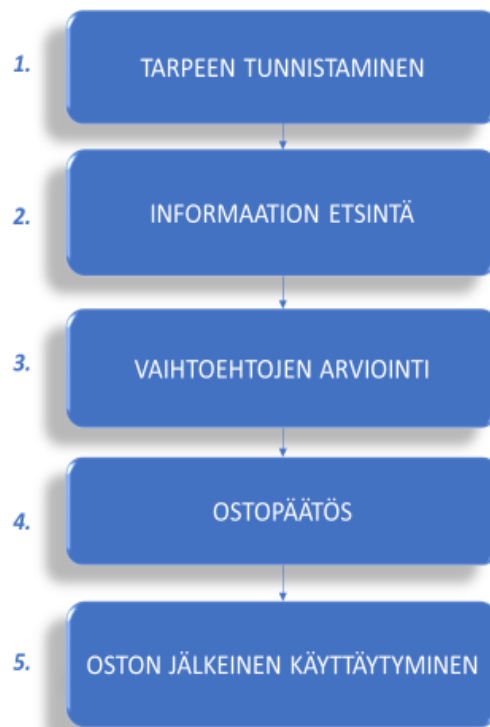 1. TARPEEN TUNNISTAMINEN
2. INFORMAATION ETSINTÄ
3. VAIHTOEHTOJEN ARVIOINTI
4. OSTOPÄÄTÖS
5. OSTON JÄLKEINEN KÄYTTÄYTYMINEN